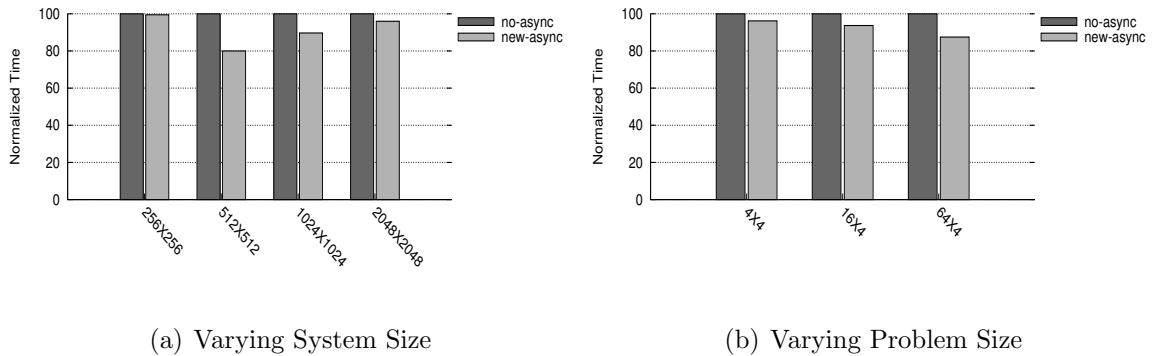 100
80
60
40
20
0
Normalized Time
256X256
512X512
1024X1024
2048X2048
no-async
new-async
(a) Varying System Size
100
80
60
40
20
0
Normalized Time
4X4
16X4
64X4
no-async
new-async
(b) Varying Problem Size